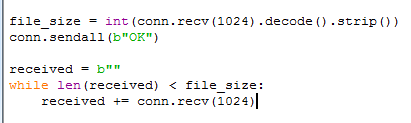 file_size = int(conn.recv(1024).decode().strip())
conn.sendall(b"OK")
received = b""
while len(received) < file_size:
    received += conn.recv(1024)